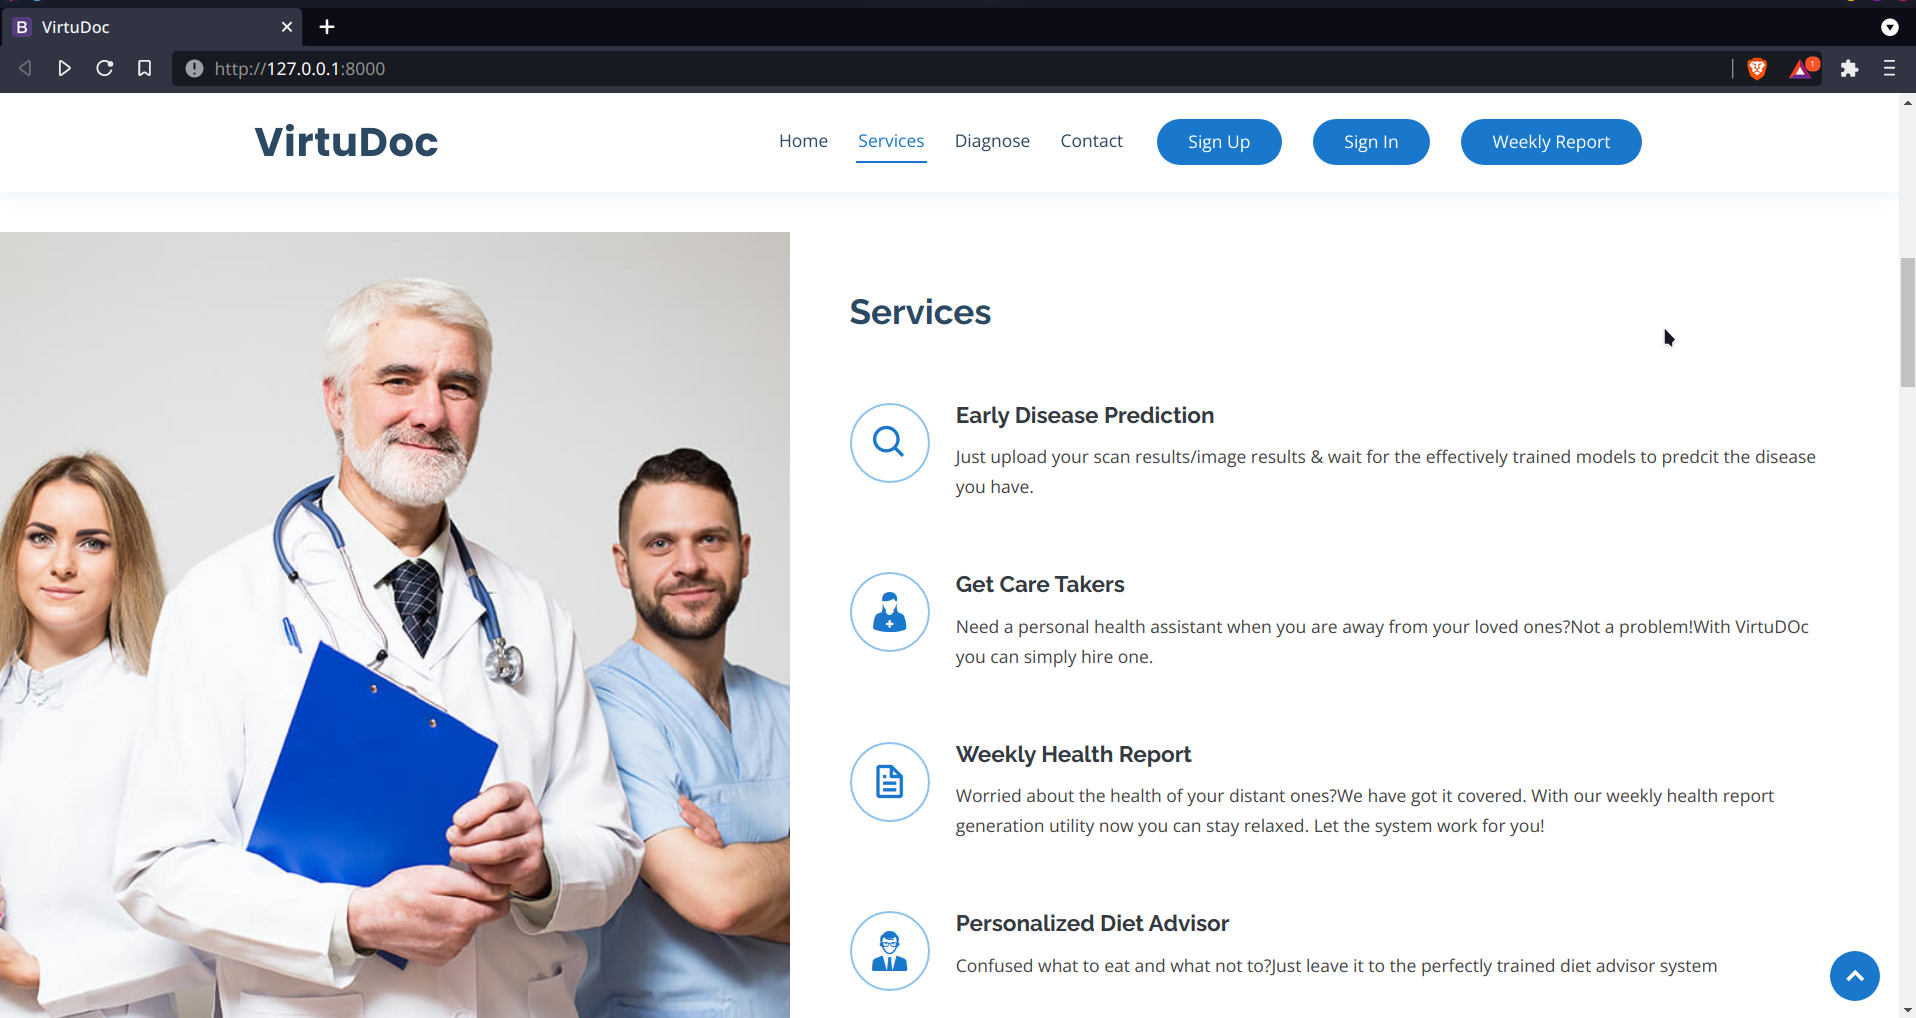 VirtuDoc
http://127.0.0.1:8000
1
VirtuDoc
Home Services Diagnose Contact Sign Up Sign In Weekly Report
Services
Early Disease Prediction
Just upload your scan results/image results & wait for the effectively trained models to predcit the disease
you have.
Get Care Takers
Need a personal health assistant when you are away from your loved ones?Not a problem!With VirtuDOc
you can simply hire one.
Weekly Health Report
Worried about the health of your distant ones?We have got it covered. With our weekly health report
generation utility now you can stay relaxed. Let the system work for you!
Personalized Diet Advisor
Confused what to eat and what not to?Just leave it to the perfectly trained diet advisor system